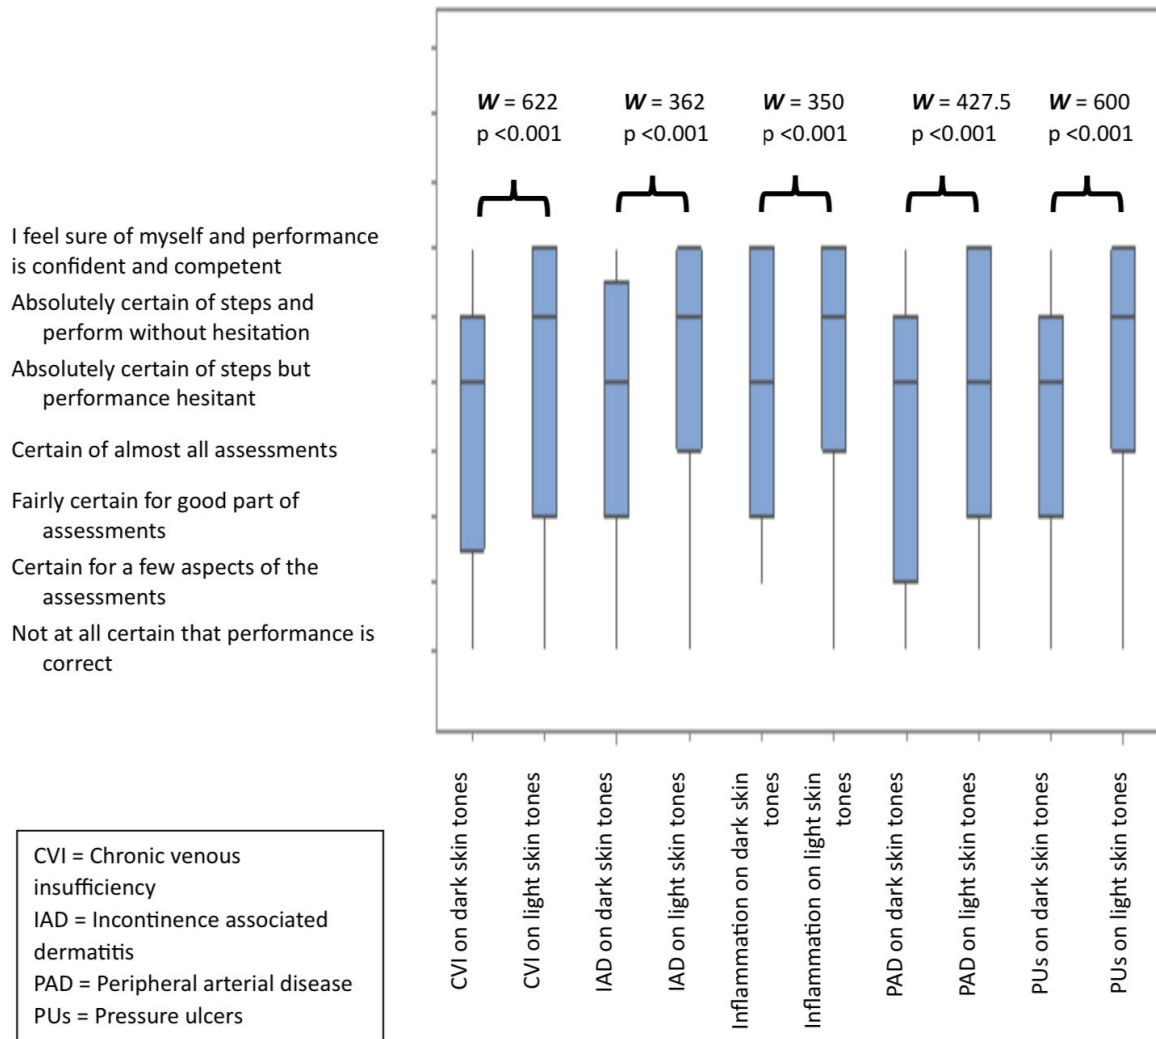 W = 622
p <0.001
W = 362
p <0.001
W = 350
p <0.001
W = 427.5
p <0.001
W = 600
p <0.001
I feel sure of myself and performance
is confident and competent
Absolutely certain of steps and
perform without hesitation
Absolutely certain of steps but
performance hesitant
Certain of almost all assessments
Fairly certain for good part of
assessments
Certain for a few aspects of the
assessments
Not at all certain that performance is
correct
CVI on dark skin tones
CVI on light skin tones
IAD on dark skin tones
IAD on light skin tones
Inflammation on dark skin
tones
Inflammation on light skin
tones
PAD on dark skin tones
PAD on light skin tones
PUs on dark skin tones
PUs on light skin tones
CVI = Chronic venous
insufficiency
IAD = Incontinence associated
dermatitis
PAD = Peripheral arterial disease
PUs = Pressure ulcers